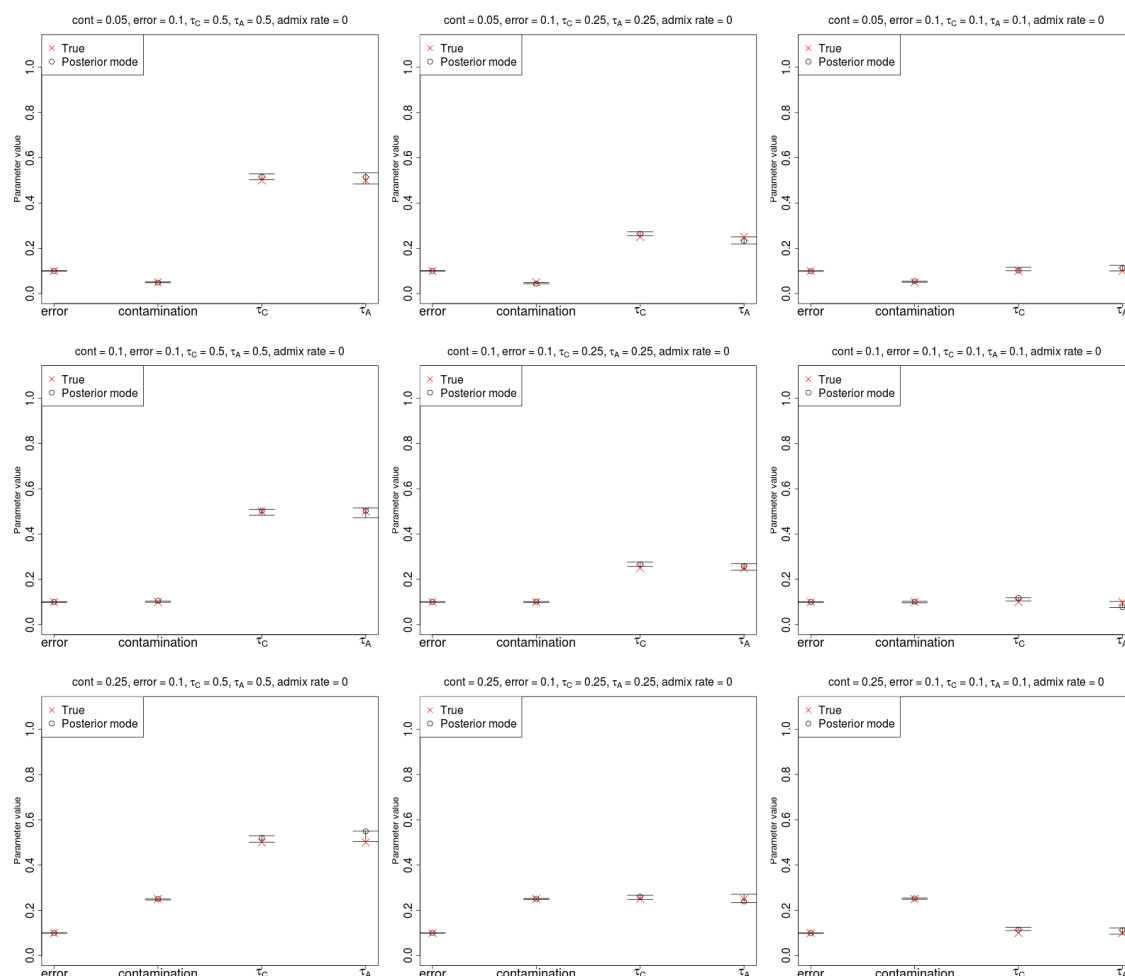 cont = 0.05, error = 0.1, τC = 0.5, τA = 0.5, admix rate = 0
× True
○ Posterior mode
Parameter value
0.0 0.2 0.4 0.6 0.8 1.0
error contamination τC τA
cont = 0.05, error = 0.1, τC = 0.25, τA = 0.25, admix rate = 0
× True
○ Posterior mode
Parameter value
0.0 0.2 0.4 0.6 0.8 1.0
error contamination τC τA
cont = 0.05, error = 0.1, τC = 0.1, τA = 0.1, admix rate = 0
× True
○ Posterior mode
Parameter value
0.0 0.2 0.4 0.6 0.8 1.0
error contamination τC τA
cont = 0.1, error = 0.1, τC = 0.5, τA = 0.5, admix rate = 0
× True
○ Posterior mode
Parameter value
0.0 0.2 0.4 0.6 0.8 1.0
error contamination τC τA
cont = 0.1, error = 0.1, τC = 0.25, τA = 0.25, admix rate = 0
× True
○ Posterior mode
Parameter value
0.0 0.2 0.4 0.6 0.8 1.0
error contamination τC τA
cont = 0.1, error = 0.1, τC = 0.1, τA = 0.1, admix rate = 0
× True
○ Posterior mode
Parameter value
0.0 0.2 0.4 0.6 0.8 1.0
error contamination τC τA
cont = 0.25, error = 0.1, τC = 0.5, τA = 0.5, admix rate = 0
× True
○ Posterior mode
Parameter value
0.0 0.2 0.4 0.6 0.8 1.0
error contamination τC τA
cont = 0.25, error = 0.1, τC = 0.25, τA = 0.25, admix rate = 0
× True
○ Posterior mode
Parameter value
0.0 0.2 0.4 0.6 0.8 1.0
error contamination τC τA
cont = 0.25, error = 0.1, τC = 0.1, τA = 0.1, admix rate = 0
× True
○ Posterior mode
Parameter value
0.0 0.2 0.4 0.6 0.8 1.0
error contamination τC τA